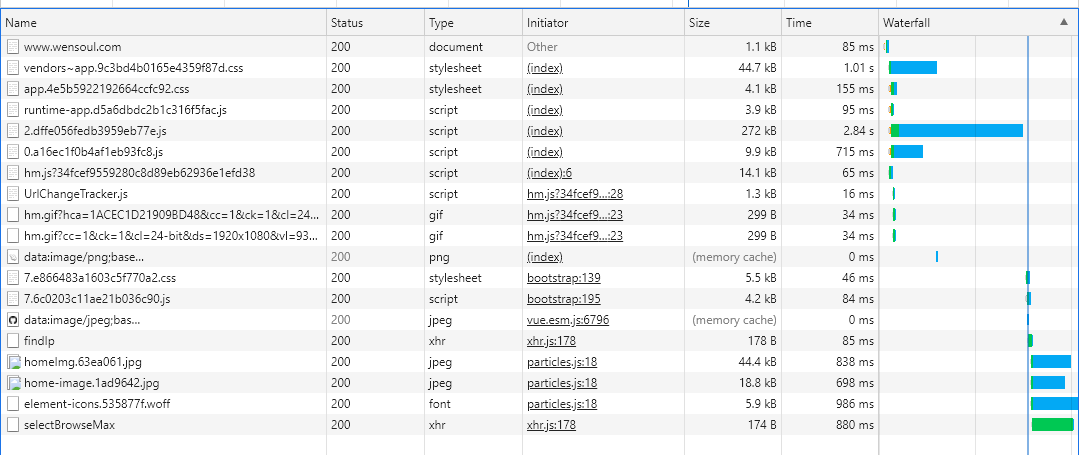 Name Status Type Initiator Size Time Waterfall
www.wensoul.com 200 document Other 1.1 kB 85 ms
vendors~app.9c3bd4b0165e4359f87d.css 200 stylesheet (index) 44.7 kB 1.01 s
app.4e5b5922192664ccfc92.css 200 stylesheet (index) 4.1 kB 155 ms
runtime-app.d5a6dbdc2b1c316f5fac.js 200 script (index) 3.9 kB 95 ms
2.dffe056fedb3959eb77e.js 200 script (index) 272 kB 2.84 s
0.a16ec1f0b4af1eb93fc8.js 200 script (index) 9.9 kB 715 ms
hm.js?34fcef9559280c8d89eb62936e1efd38 200 script (index):6 14.1 kB 65 ms
UrlChangeTracker.js 200 script hm.js?34fcef9…:28 1.3 kB 16 ms
hm.gif?hca=1ACEC1D21909BD48&cc=1&ck=1&cl=24... 200 gif hm.js?34fcef9…:23 299 B 34 ms
hm.gif?cc=1&ck=1&cl=24-bit&ds=1920x1080&vl=93... 200 gif hm.js?34fcef9…:23 299 B 34 ms
data:image/png;base... 200 png (index) (memory cache) 0 ms
7.e866483a1603c5f770a2.css 200 stylesheet bootstrap:139 5.5 kB 46 ms
7.6c0203c11ae21b036c90.js 200 script bootstrap:195 4.2 kB 84 ms
data:image/jpeg;bas... 200 jpeg vue.esm.js:6796 (memory cache) 0 ms
findIp 200 xhr xhr.js:178 178 B 85 ms
homeImg.63ea061.jpg 200 jpeg particles.js:18 44.4 kB 838 ms
home-image.1ad9642.jpg 200 jpeg particles.js:18 18.8 kB 698 ms
element-icons.535877f.woff 200 font particles.js:18 5.9 kB 986 ms
selectBrowseMax 200 xhr xhr.js:178 174 B 880 ms